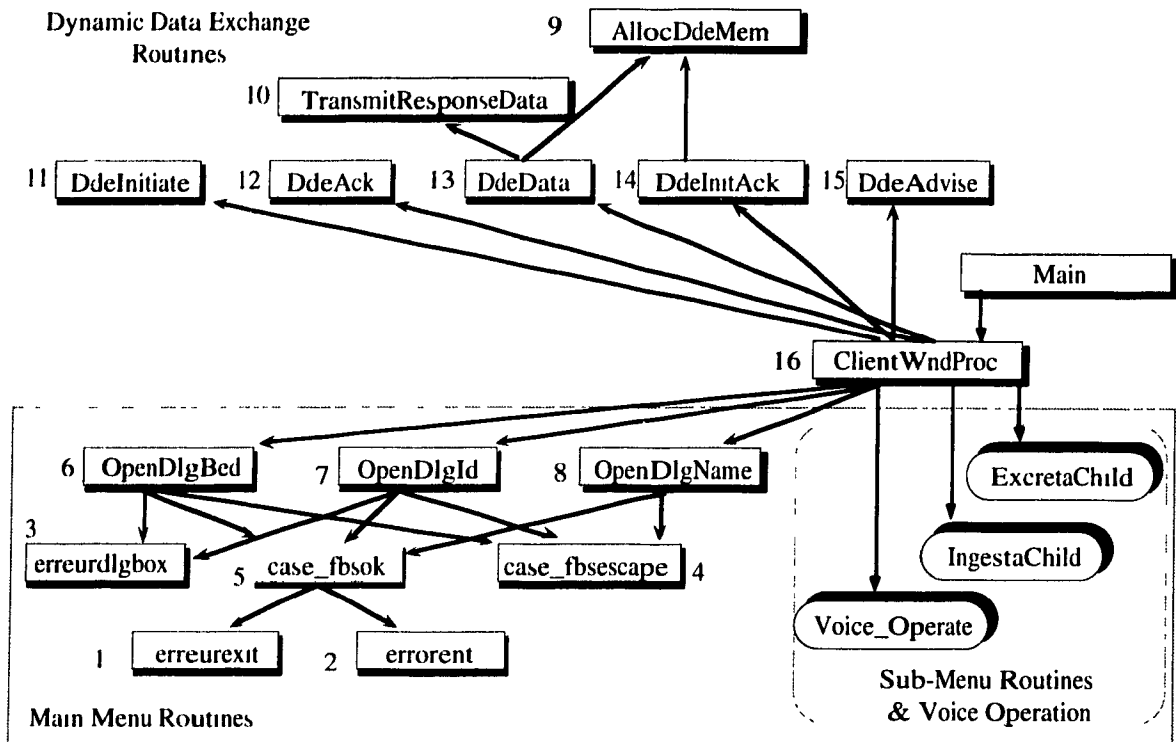 Dynamic Data Exchange
Routines
9 AllocDdeMem
10 TransmitResponseData
11 DdeInitiate
12 DdeAck
13 DdeData
14 DdeInitAck
15 DdeAdvise
Main
16 ClientWndProc
6 OpenDlgBed
7 OpenDlgId
8 OpenDlgName
ExcretaChild
3
erreurdlgbox
5 case_fbsok
case_fbsescape 4
IngestaChild
Voice_Operate
1 erreurexit
2 errorent
Sub-Menu Routines
& Voice Operation
Main Menu Routines